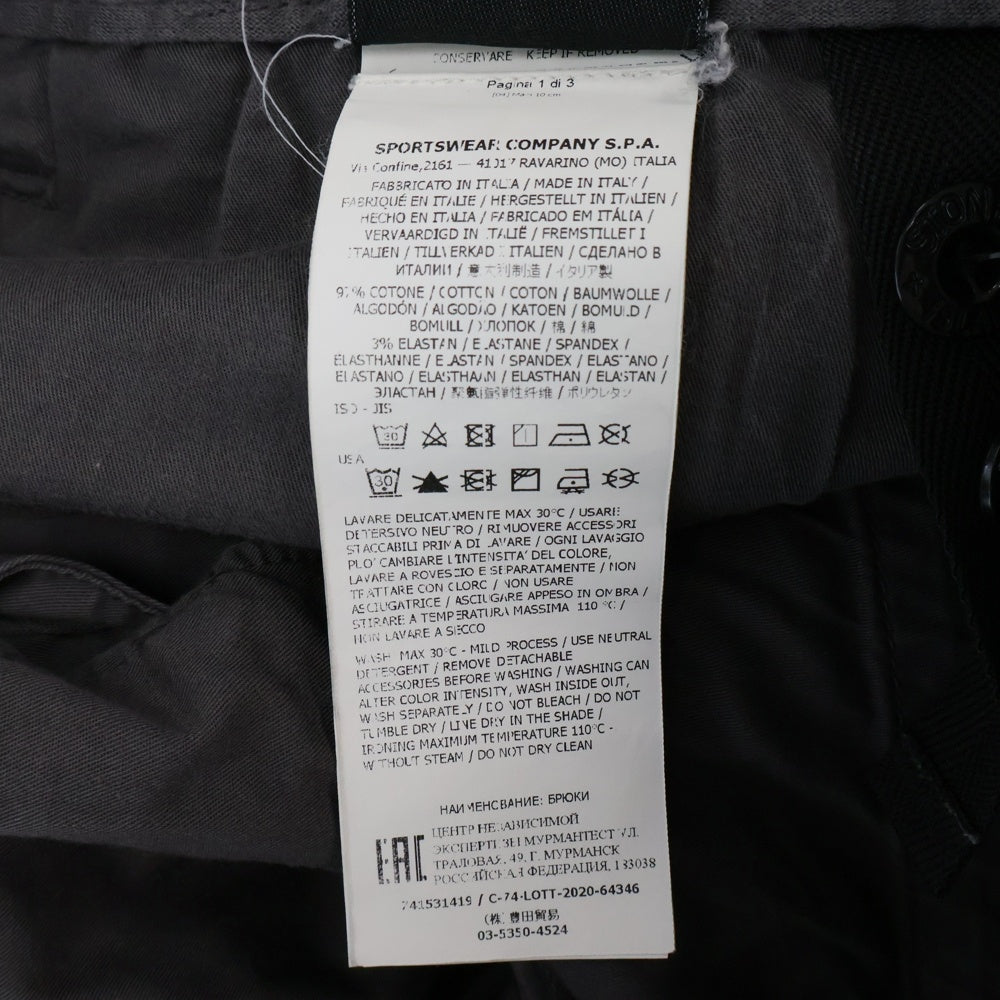 CONSERVARE KEEP IF REMOVED
Pagina 1 di 3
SPORTSWEAR COMPANY S.P.A.
Via Confine,2161 — 41017 RAVARINO (MO) ITALIA
FABBRICATO IN ITALIA / MADE IN ITALY /
FABRIQUÉ EN ITALIE / HERGESTELLT IN ITALIEN /
HECHO EN ITALIA / FABRICADO EM ITÁLIA /
VERVAARDIGD IN ITALIË / FREMSTILLET I
ITALIEN / TILLVERKAD I ITALIEN / СДЕЛАНО В
ИТАЛИИ / 意大利制造 / イタリア製
97% COTONE / COTTON / COTON / BAUMWOLLE /
ALGODÓN / ALGODÃO / KATOEN / BOMULD /
BOMULL / ХЛОПОК / 棉 / 綿
3% ELASTAN / ELASTANE / SPANDEX /
ÉLASTHANNE / ELASTAN / SPANDEX / ELASTANO /
ELASTANO / ELASTHAAN / ELASTHAN / ELASTAN /
ЭЛАСТАН / 聚氨酯弹性纤维 / ポリウレタン
ISO - JIS
30
USA
30
LAVARE DELICATAMENTE MAX 30°C / USARE
DETERSIVO NEUTRO / RIMUOVERE ACCESSORI
STACCABILI PRIMA DI LAVARE / OGNI LAVAGGIO
PUO' CAMBIARE L'INTENSITA' DEL COLORE,
LAVARE A ROVESCIO E SEPARATAMENTE / NON
TRATTARE CON CLORO / NON USARE
ASCIUGATRICE / ASCIUGARE APPESO IN OMBRA /
STIRARE A TEMPERATURA MASSIMA 110 °C /
NON LAVARE A SECCO
WASH MAX 30°C - MILD PROCESS / USE NEUTRAL
DETERGENT / REMOVE DETACHABLE
ACCESSORIES BEFORE WASHING / WASHING CAN
ALTER COLOR INTENSITY, WASH INSIDE OUT,
WASH SEPARATELY / DO NOT BLEACH / DO NOT
TUMBLE DRY / LINE DRY IN THE SHADE /
IRONING MAXIMUM TEMPERATURE 110°C -
WITHOUT STEAM / DO NOT DRY CLEAN
НАИМЕНОВАНИЕ: БРЮКИ
EAC
ЦЕНТР НЕЗАВИСИМОЙ
ЭКСПЕРТИЗЫ МУРМАНТЕСТ УЛ.
ТРАЛОВАЯ, 49, Г. МУРМАНСК
РОССИЙСКАЯ ФЕДЕРАЦИЯ, 183038
741531419 / C-74-LOTT-2020-64346
(株) 豊田貿易
03-5350-4524
STON